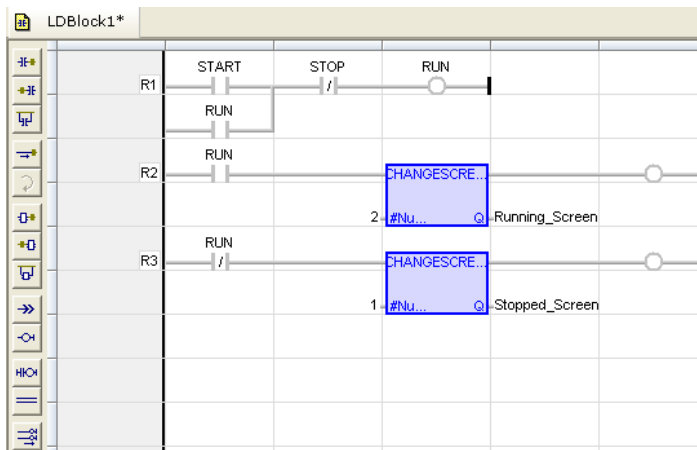 LDBlock1*
START STOP RUN
R1
RUN
RUN
R2 CHANGESCRE...
2 #Nu... Q Running_Screen
RUN
R3 CHANGESCRE...
1 #Nu... Q Stopped_Screen